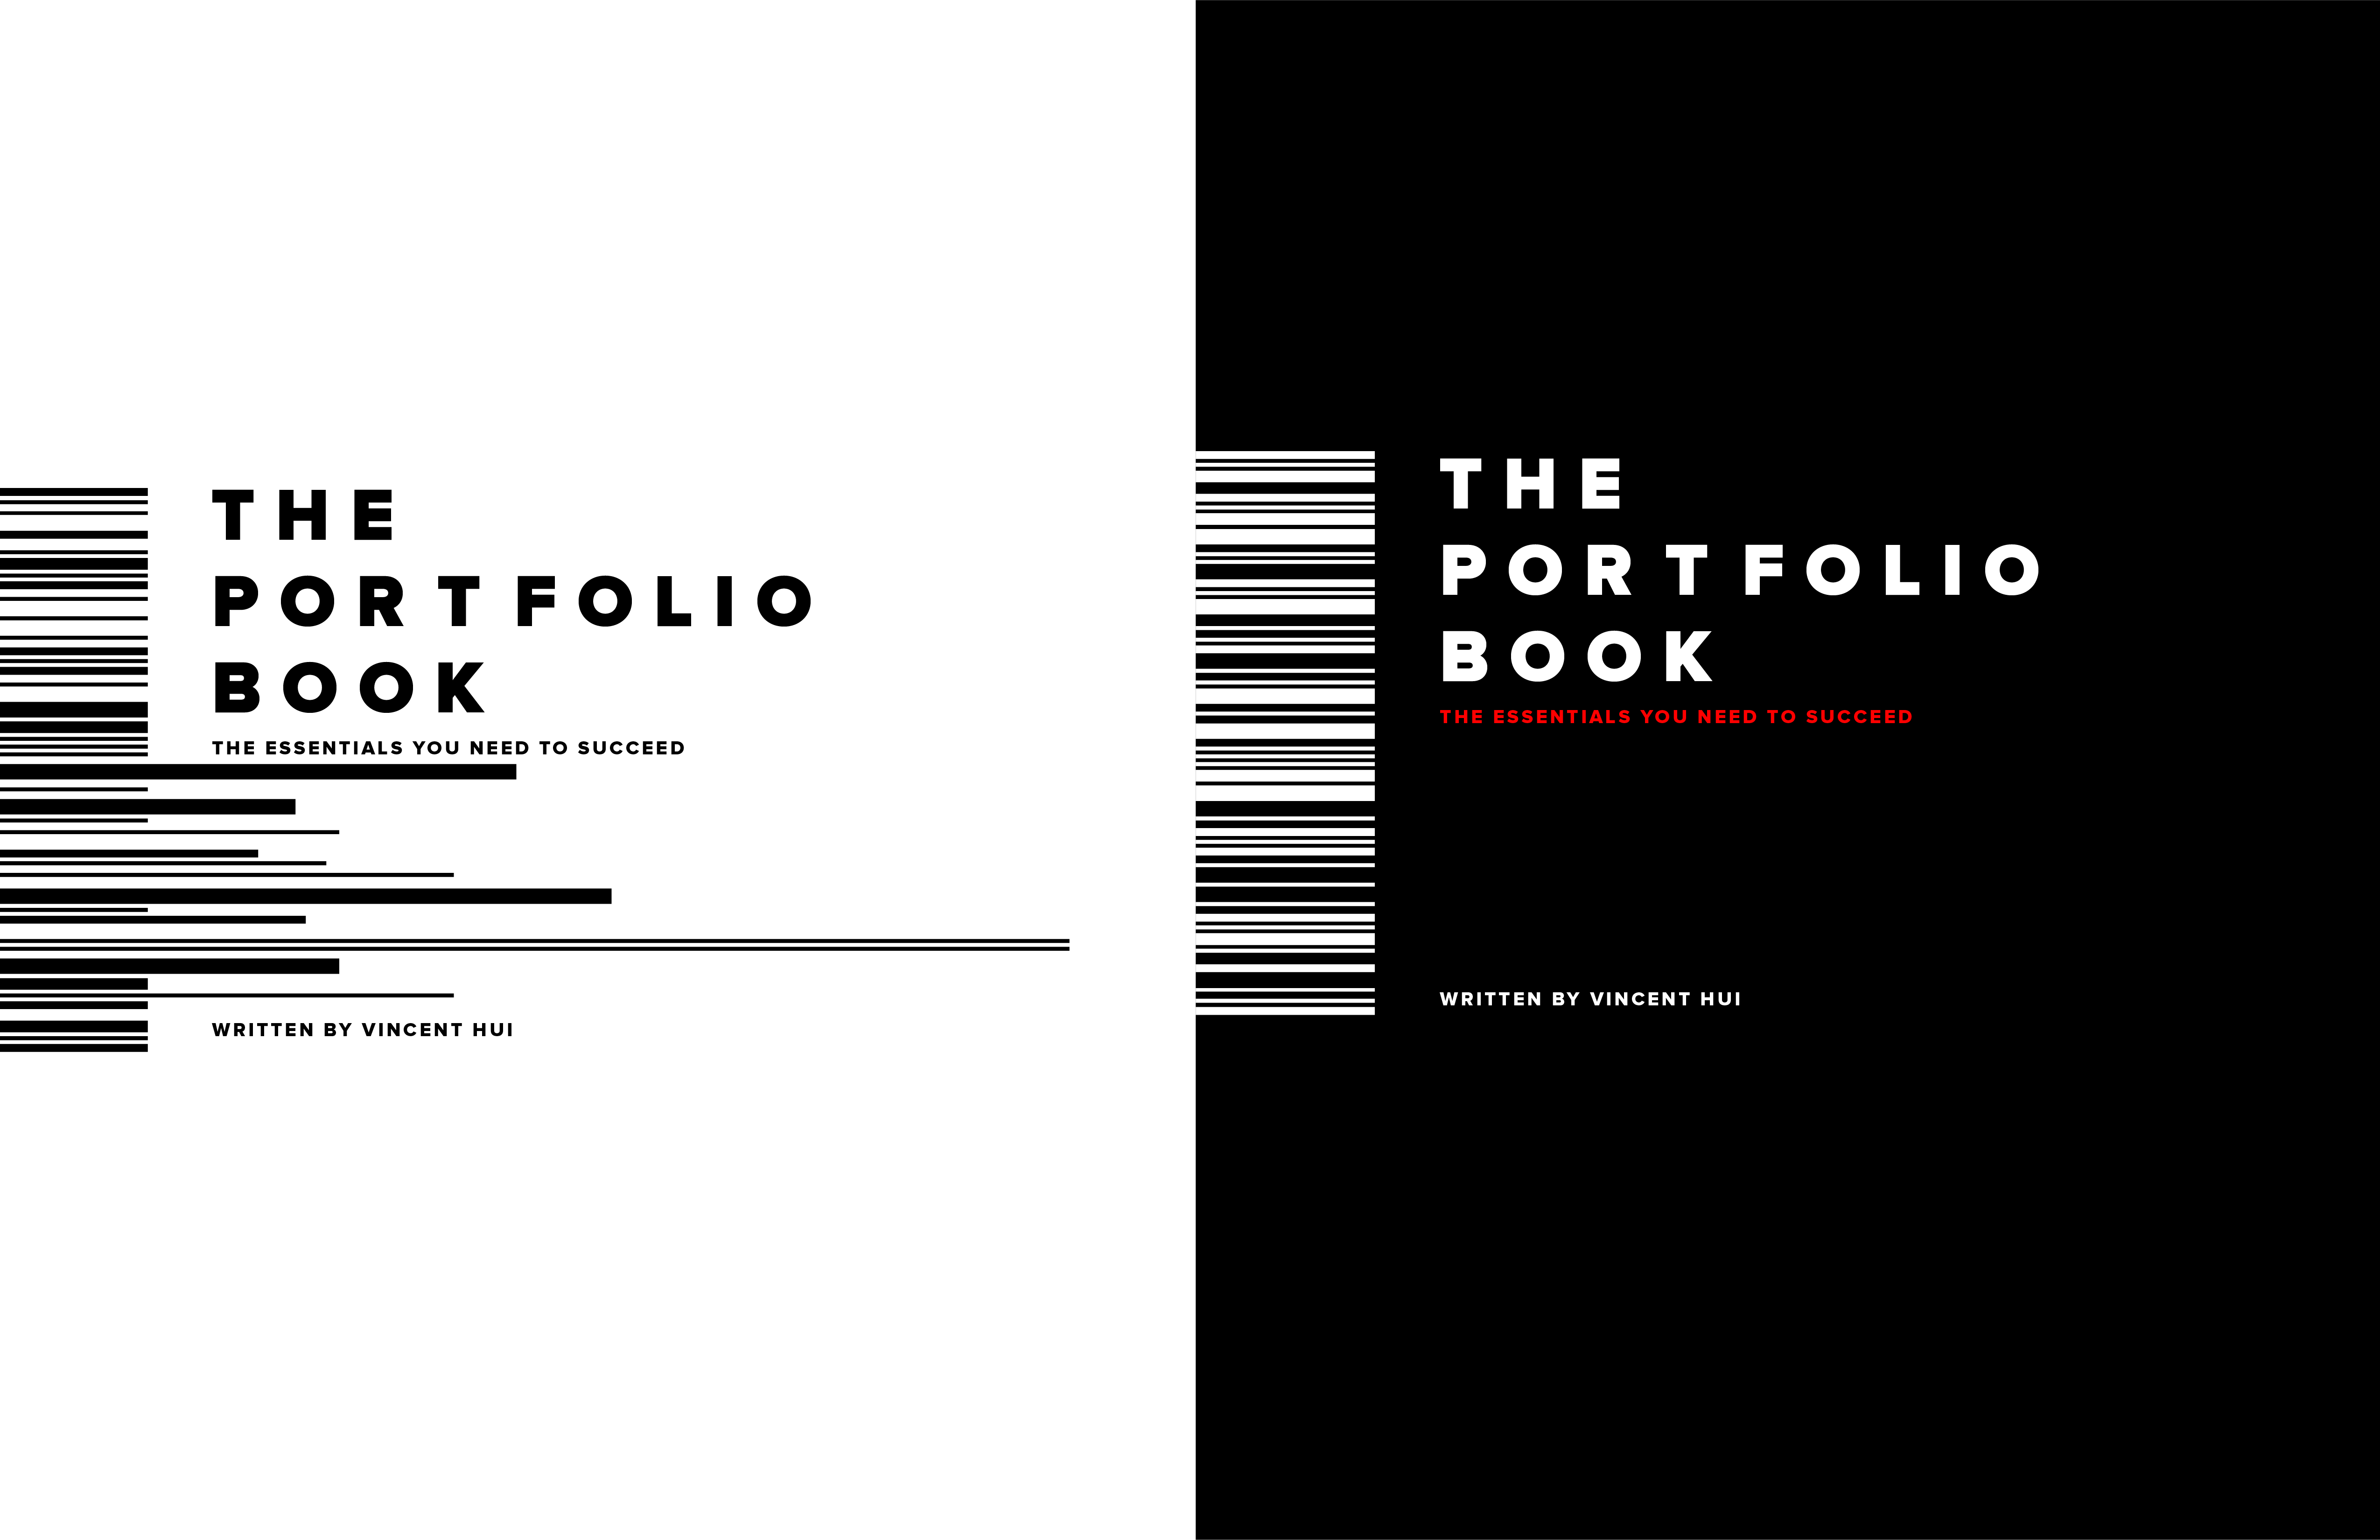 THE
PORTFOLIO
BOOK
THE ESSENTIALS YOU NEED TO SUCCEED
WRITTEN BY VINCENT HUI
THE
PORTFOLIO
BOOK
THE ESSENTIALS YOU NEED TO SUCCEED
WRITTEN BY VINCENT HUI